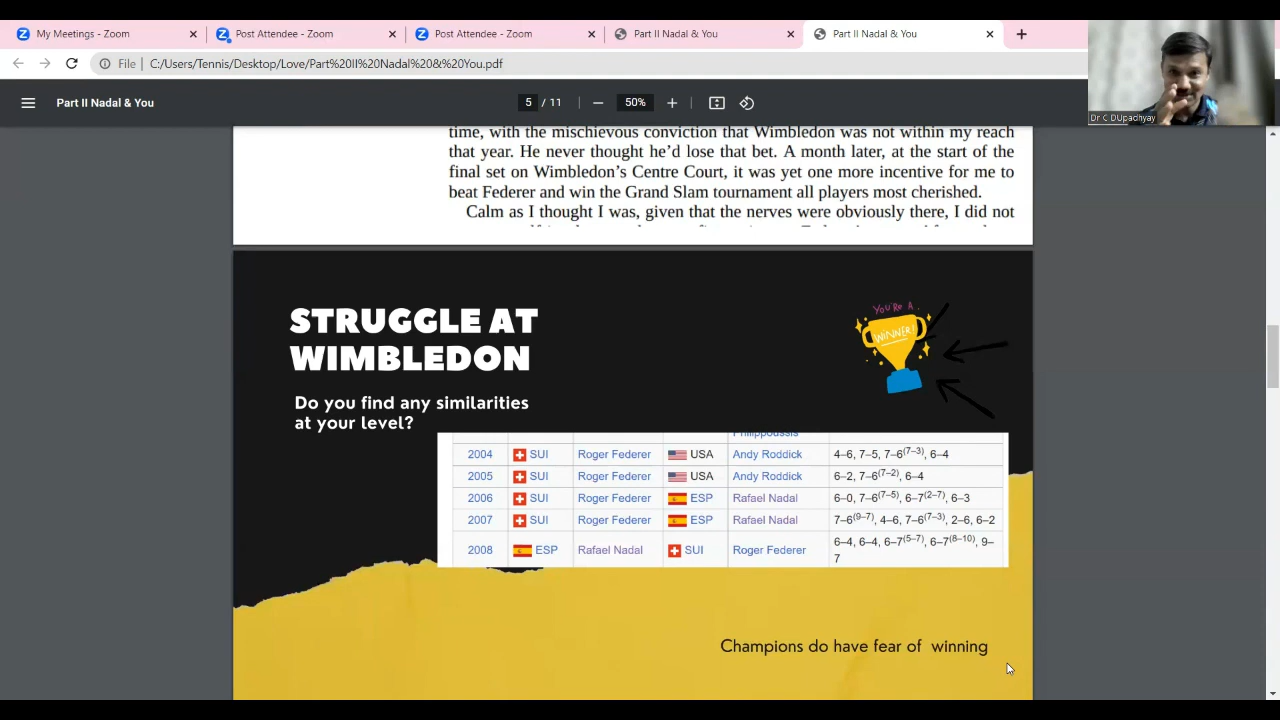 My Meetings - Zoom
Post Attendee - Zoom
Post Attendee - Zoom
Part II Nadal & You
Part II Nadal & You
File | C:/Users/Tennis/Desktop/Love/Part%20II%20Nadal%20&%20You.pdf
Part II Nadal & You
5 / 11
50%
Dr C DUpadhyay
time, with the mischievous conviction that Wimbledon was not within my reach
that year. He never thought he'd lose that bet. A month later, at the start of the
final set on Wimbledon's Centre Court, it was yet one more incentive for me to
beat Federer and win the Grand Slam tournament all players most cherished.
Calm as I thought I was, given that the nerves were obviously there, I did not
STRUGGLE AT
WIMBLEDON
YOU'RE A
WINNER!
Do you find any similarities
at your level?
Philippoussis
2004 SUI Roger Federer USA Andy Roddick 4–6, 7–5, 7–6(7–3), 6–4
2005 SUI Roger Federer USA Andy Roddick 6–2, 7–6(7–2), 6–4
2006 SUI Roger Federer ESP Rafael Nadal 6–0, 7–6(7–5), 6–7(2–7), 6–3
2007 SUI Roger Federer ESP Rafael Nadal 7–6(9–7), 4–6, 7–6(7–3), 2–6, 6–2
2008 ESP Rafael Nadal SUI Roger Federer 6–4, 6–4, 6–7(5–7), 6–7(8–10), 9–
7
Champions do have fear of winning